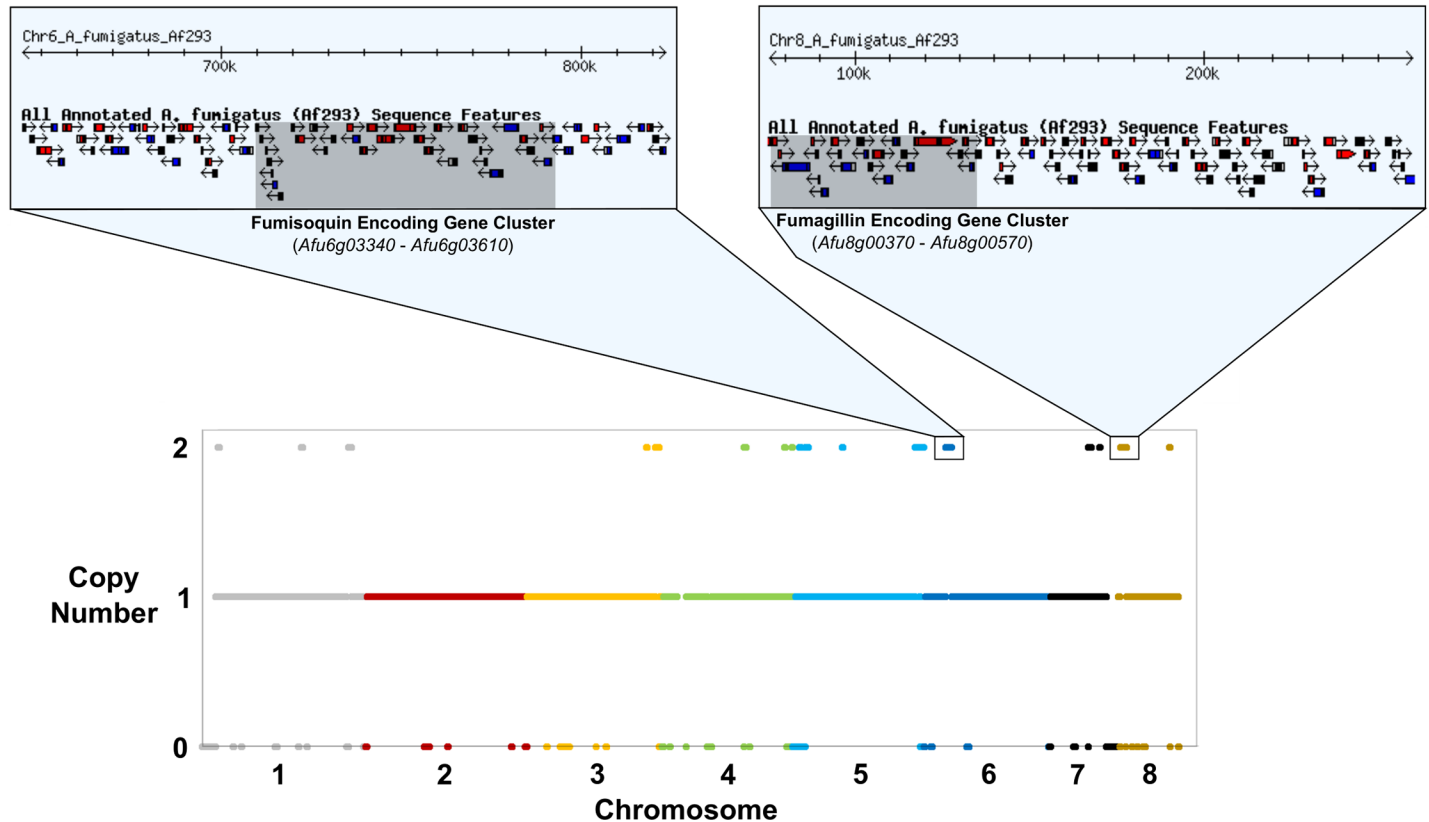 Chr6_A_fumigatus_Af293
700k 800k
All Annotated A. fumigatus (Af293) Sequence Features
Fumisoquin Encoding Gene Cluster
(Afu6g03340 - Afu6g03610)
Chr8_A_fumigatus_Af293
100k 200k
All Annotated A. fumigatus (Af293) Sequence Features
Fumagillin Encoding Gene Cluster
(Afu8g00370 - Afu8g00570)
2
Copy
Number
1
0
1 2 3 4 5 6 7 8
Chromosome